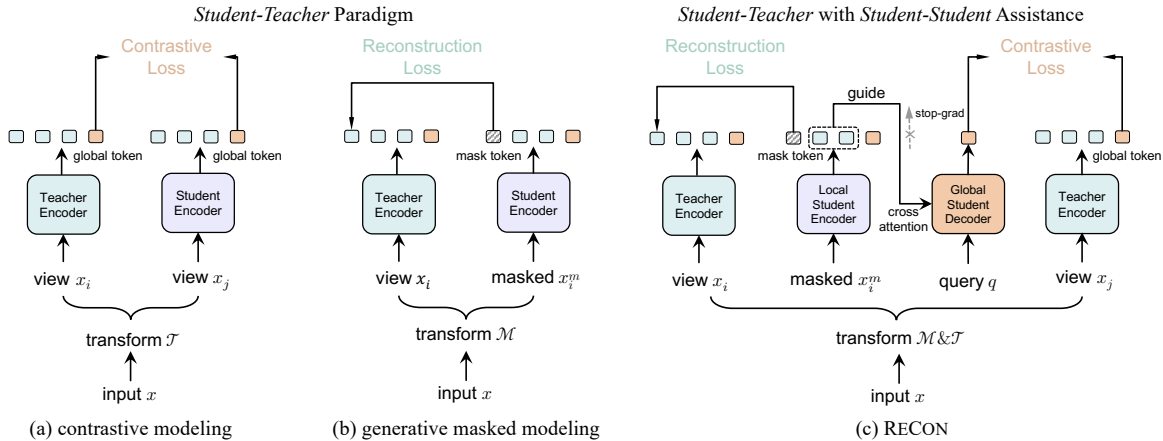 Student-Teacher Paradigm
Contrastive
Loss
global token
global token
Teacher
Encoder
Student
Encoder
view x_i
view x_j
transform 𝒯
input x
(a) contrastive modeling
Reconstruction
Loss
mask token
Teacher
Encoder
Student
Encoder
view x_i
masked x_i^m
transform ℳ
input x
(b) generative masked modeling
Student-Teacher with Student-Student Assistance
Reconstruction
Loss
Contrastive
Loss
guide
stop-grad
mask token
global token
Teacher
Encoder
Local
Student
Encoder
cross
attention
Global
Student
Decoder
Teacher
Encoder
view x_i
masked x_i^m
query q
view x_j
transform ℳ&𝒯
input x
(c) RECON